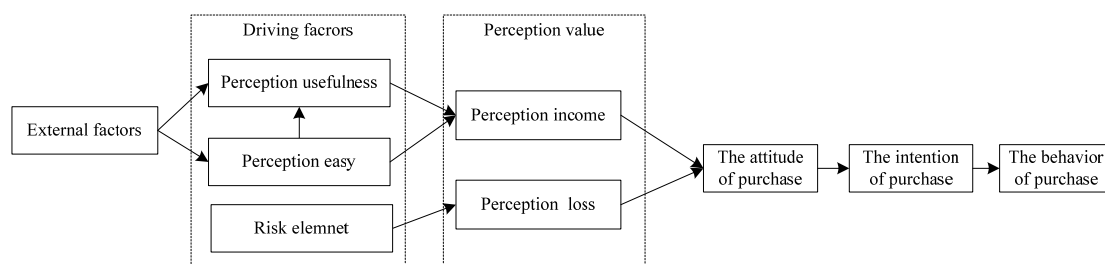 Driving facrors
Perception value
Perception usefulness
External factors
Perception easy
Risk elemnet
Perception income
Perception loss
The attitude
of purchase
The intention
of purchase
The behavior
of purchase